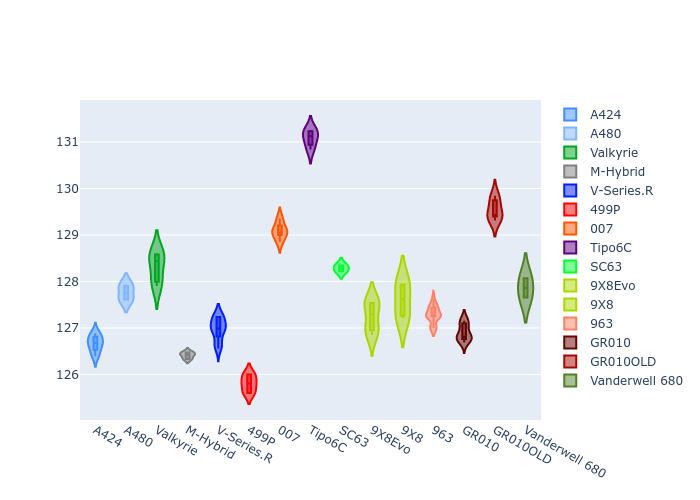 131
130
129
128
127
126
A424
A480
Valkyrie
M-Hybrid
V-Series.R
499P
007
Tipo6C
SC63
9X8Evo
9X8
963
GR010
GR010OLD
Vanderwell 680
A424
A480
Valkyrie
M-Hybrid
V-Series.R
499P
007
Tipo6C
SC63
9X8Evo
9X8
963
GR010
GR010OLD
Vanderwell 680